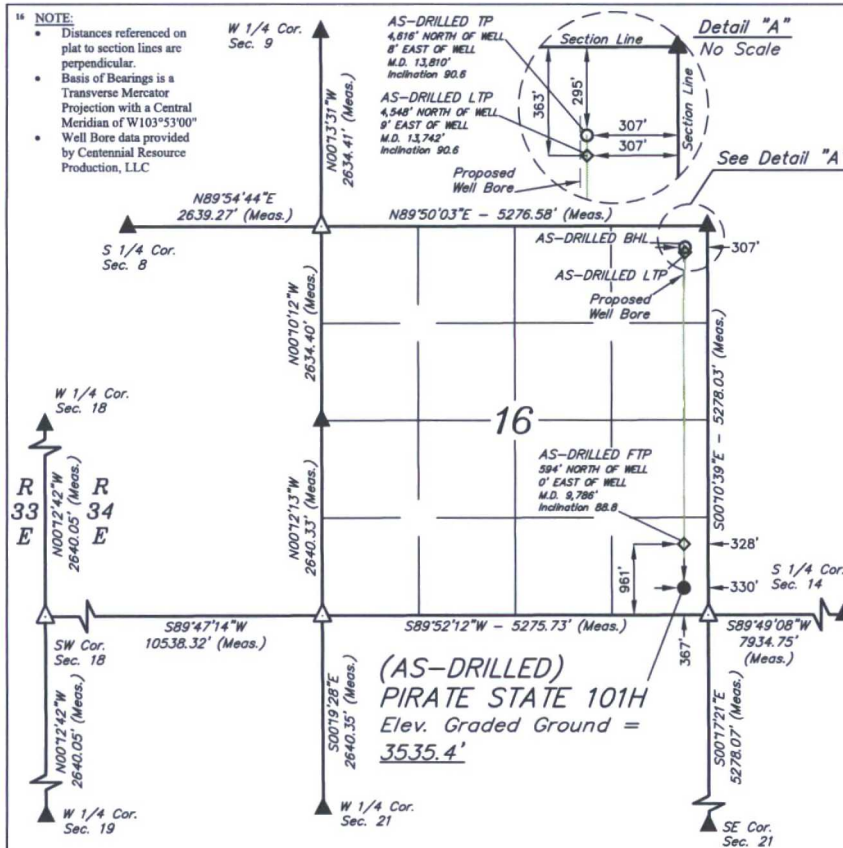 16 NOTE:
• Distances referenced on
plat to section lines are
perpendicular.
• Basis of Bearings is a
Transverse Mercator
Projection with a Central
Meridian of W103°53'00"
• Well Bore data provided
by Centennial Resource
Production, LLC
W 1/4 Cor.
Sec. 9
N00°13'31"W
2634.41' (Meas.)
AS-DRILLED TP
4,816' NORTH OF WELL
8' EAST OF WELL
M.D. 13,810'
Inclination 90.6
AS-DRILLED LTP
4,548' NORTH OF WELL
9' EAST OF WELL
M.D. 13,742'
Inclination 90.6
Section Line
363'
295'
307'
307'
Section Line
Proposed
Well Bore
Detail "A"
No Scale
See Detail "A
N89°54'44"E
2639.27' (Meas.)
N89°50'03"E - 5276.58' (Meas.)
S 1/4 Cor.
Sec. 8
AS-DRILLED BHL
307'
AS-DRILLED LTP
Proposed
Well Bore
N00°10'12"W
2634.40' (Meas.)
S00°10'39"E - 5278.03' (Meas.)
W 1/4 Cor.
Sec. 18
16
R R
33 34
E E
N00°12'42"W
2640.05' (Meas.)
N00°12'13"W
2640.33' (Meas.)
AS-DRILLED FTP
594' NORTH OF WELL
0' EAST OF WELL
M.D. 9,786'
Inclination 88.8
328'
961'
330'
S 1/4 Cor.
Sec. 14
S89°47'14"W
10538.32' (Meas.)
S89°52'12"W - 5275.73' (Meas.)
S89°49'08"W
7934.75'
(Meas.)
SW Cor.
Sec. 18
367'
(AS-DRILLED)
PIRATE STATE 101H
Elev. Graded Ground =
3535.4'
N00°12'42"W
2640.05' (Meas.)
S00°19'28"E
2640.35' (Meas.)
S00°17'21"E
5278.07' (Meas.)
W 1/4 Cor.
Sec. 19
W 1/4 Cor.
Sec. 21
SE Cor.
Sec. 21